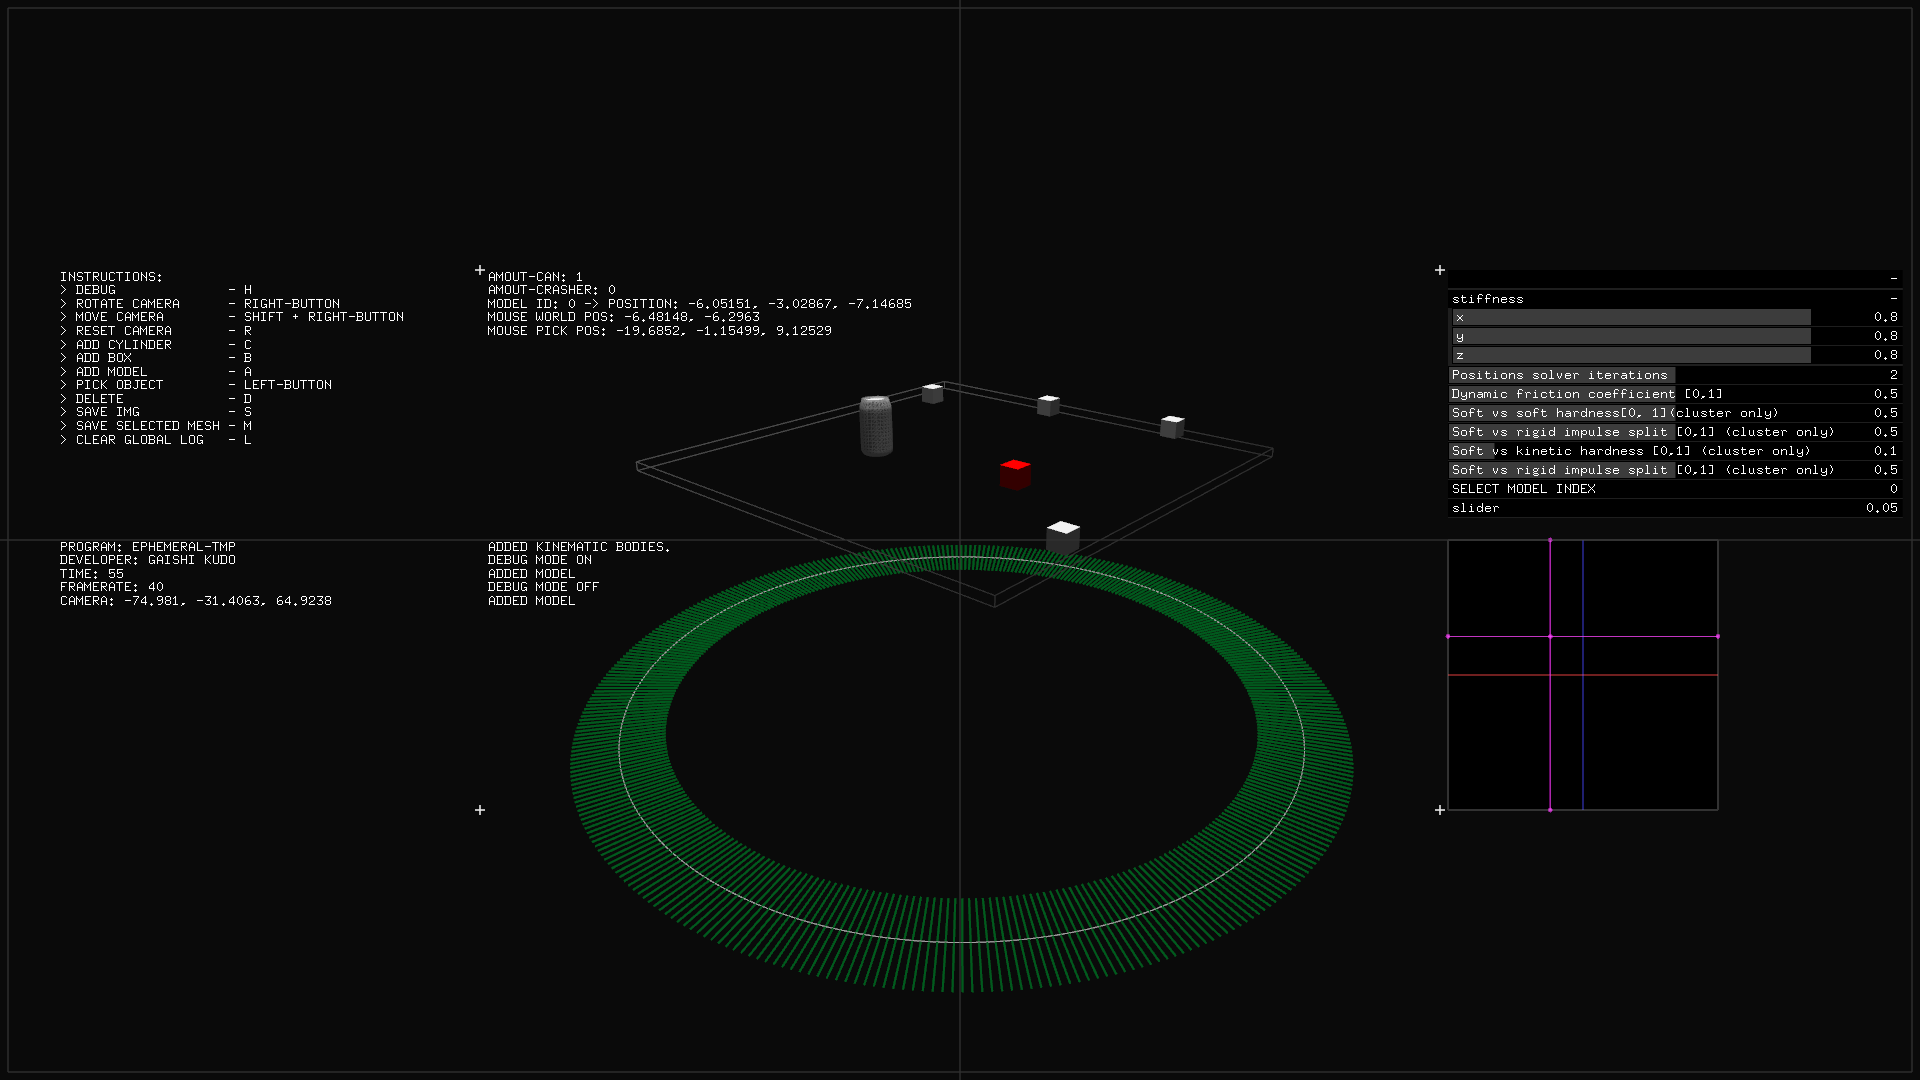 INSTRUCTIONS:
> DEBUG - H
> ROTATE CAMERA - RIGHT-BUTTON
> MOVE CAMERA - SHIFT + RIGHT-BUTTON
> RESET CAMERA - R
> ADD CYLINDER - C
> ADD BOX - B
> ADD MODEL - A
> PICK OBJECT - LEFT-BUTTON
> DELETE - D
> SAVE IMG - S
> SAVE SELECTED MESH - M
> CLEAR GLOBAL LOG - L
AMOUT-CAN: 1
AMOUT-CRASHER: 0
MODEL ID: 0 -> POSITION: -6.05151, -3.02867, -7.14685
MOUSE WORLD POS: -6.48148, -6.2963
MOUSE PICK POS: -19.6852, -1.15499, 9.12529
-
stiffness -
x 0.8
y 0.8
z 0.8
Positions solver iterations 2
Dynamic friction coefficient [0,1] 0.5
Soft vs soft hardness[0, 1](cluster only) 0.5
Soft vs rigid impulse split [0,1] (cluster only) 0.5
Soft vs kinetic hardness [0,1] (cluster only) 0.1
Soft vs rigid impulse split [0,1] (cluster only) 0.5
SELECT MODEL INDEX 0
slider 0.05
PROGRAM: EPHEMERAL-TMP
DEVELOPER: GAISHI KUDO
TIME: 55
FRAMERATE: 40
CAMERA: -74.981, -31.4063, 64.9238
ADDED KINEMATIC BODIES.
DEBUG MODE ON
ADDED MODEL
DEBUG MODE OFF
ADDED MODEL